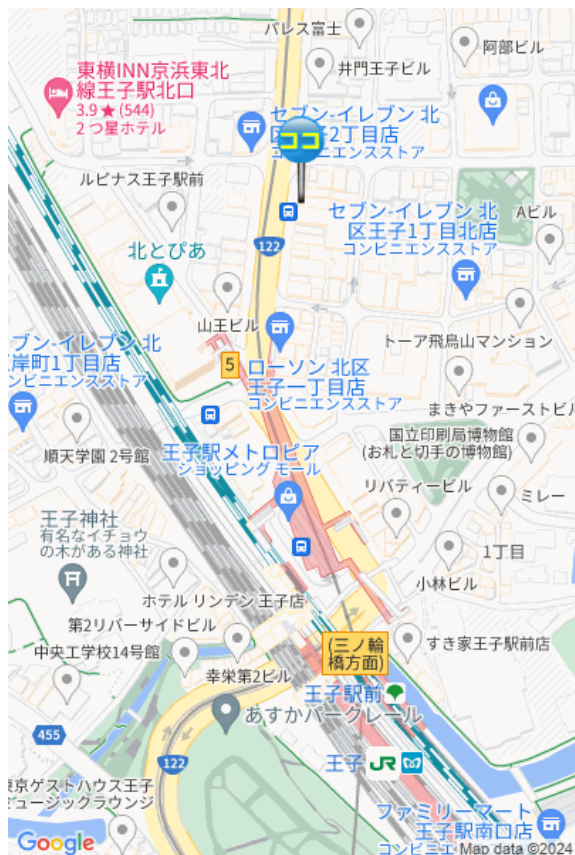 パレス富士
阿部ビル
井門王子ビル
東横INN京浜東北
線王子駅北口
3.9★(544)
2 つ星ホテル
セブン-イレブン 北
ココ
コンビニエンスストア
ルピナス王子駅前
セブン-イレブン 北
区王子1丁目北店
コンビニエンスストア
Aビル
122
北とぴあ
山王ビル
トーア飛鳥山マンション
5
ローソン 北区
王子一丁目店
コンビニエンスストア
ブン-イレブン 北
岸町1丁目店
ンビニエンスストア
まきやファーストビル
順天学園 2号館
国立印刷局博物館
(お札と切手の博物館)
王子駅メトロピア
ショッピング モール
リバティービル
ミレー
王子神社
有名なイチョウ
の木がある神社
1丁目
小林ビル
ホテル リンデン 王子店
第2リバーサイドビル
中央工学校14号館
(三ノ輪
橋方面)
すき家王子駅前店
幸栄第2ビル
王子駅前
あすかパークレール
455
122
王子
JR
京ゲストハウス王子
ミュージックラウンジ
ファミリーマート
王子駅南口店
コンビニエ
Google
Map data ©2024